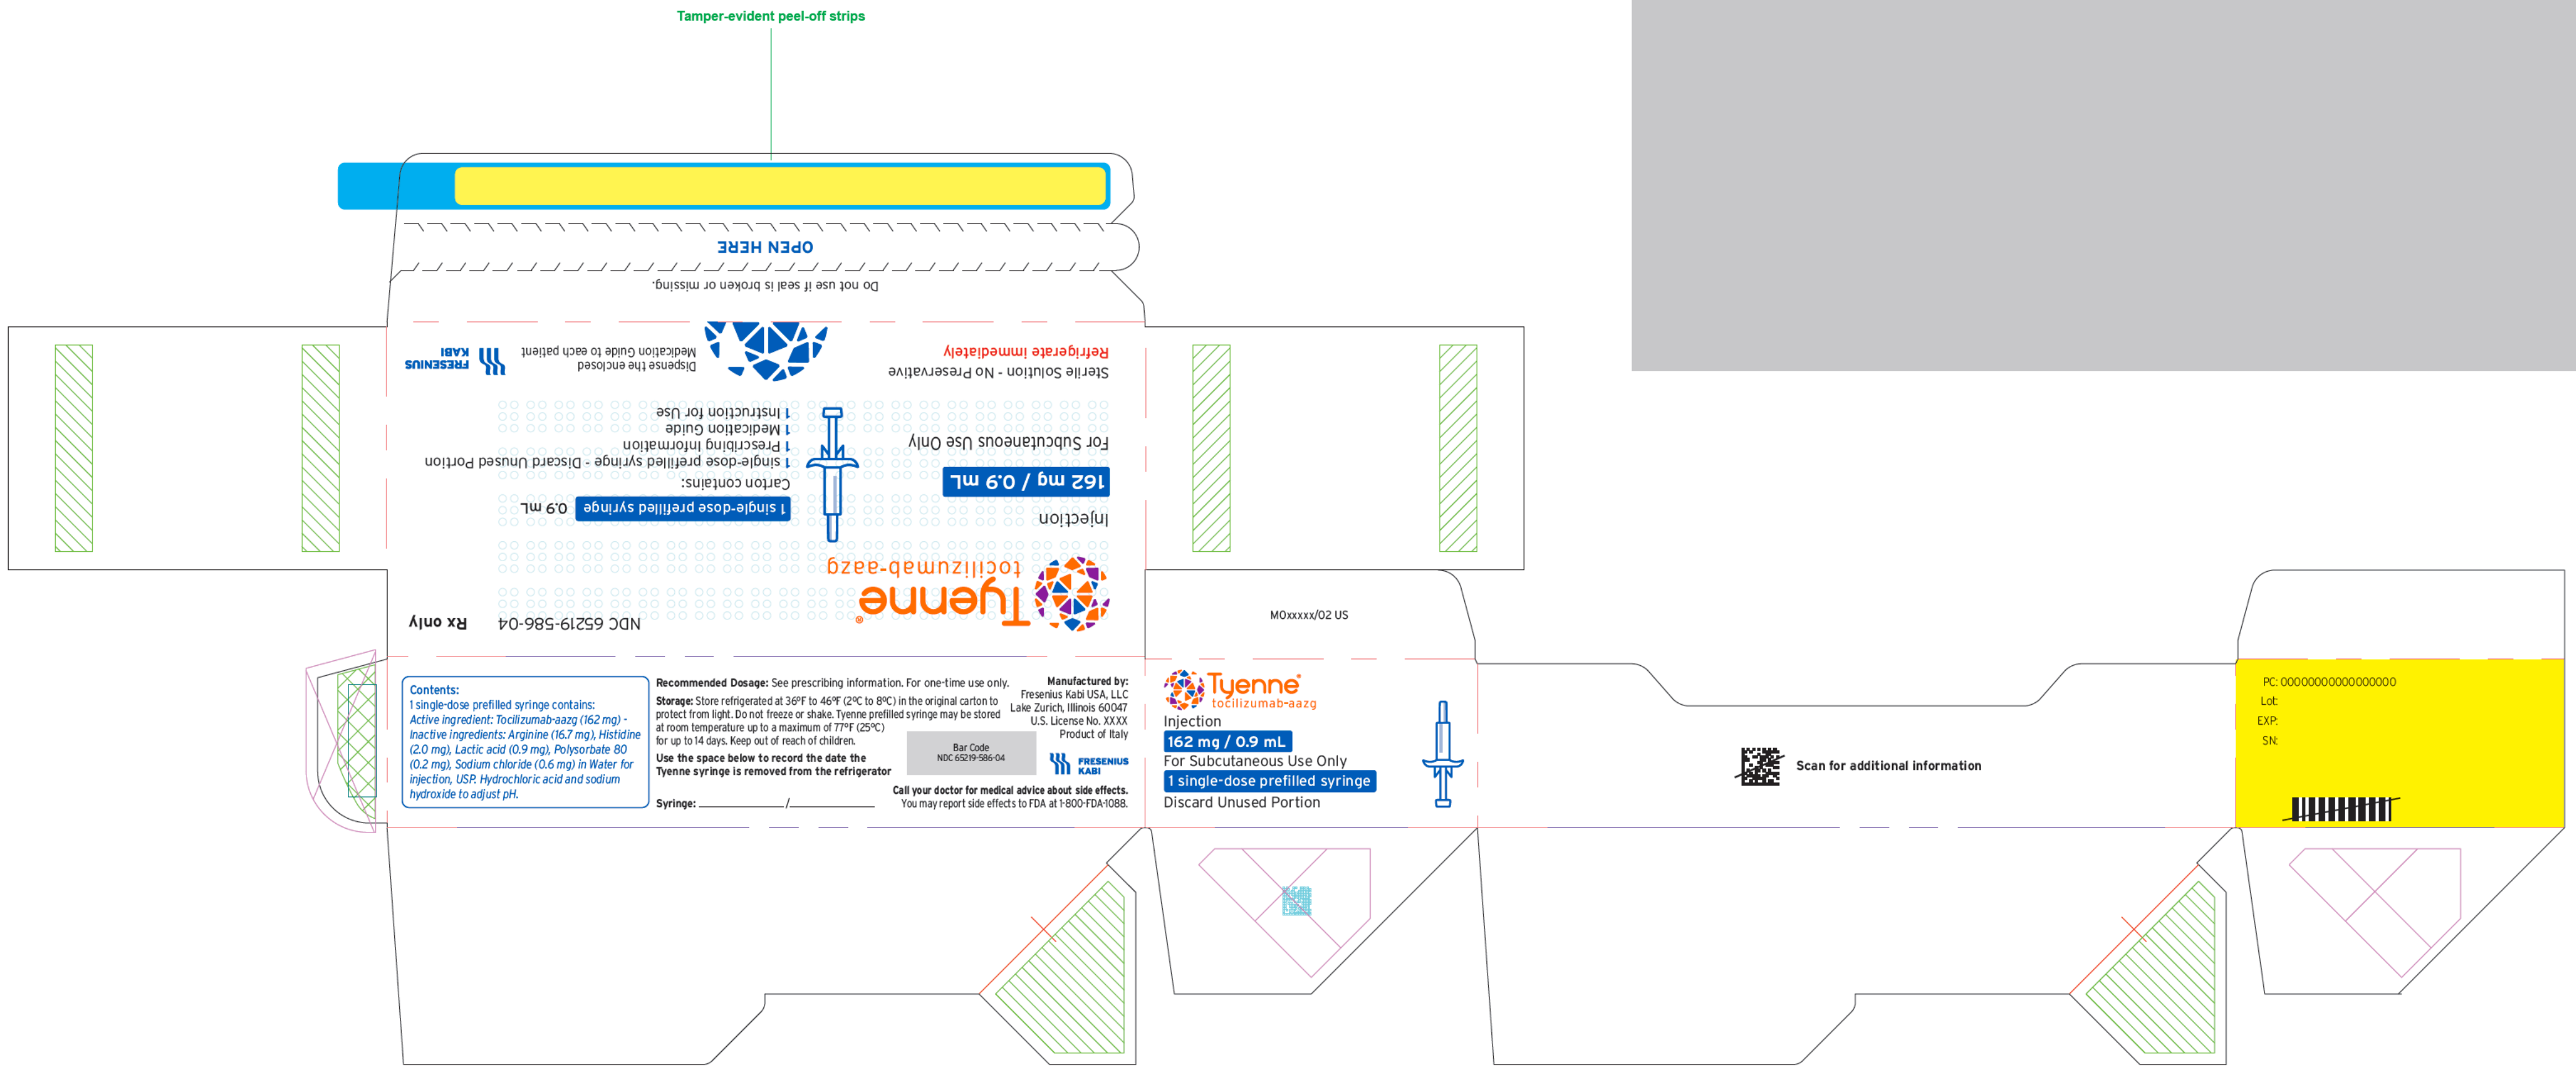 Tamper-evident peel-off strips
OPEN HERE
Do not use if seal is broken or missing.
NDC 65219-586-04 Rx only
Tyenne®
tocilizumab-aazg
Injection
162 mg / 0.9 mL
For Subcutaneous Use Only
Sterile Solution - No Preservative
Refrigerate immediately
1 single-dose prefilled syringe 0.9 mL
Carton contains:
1 single-dose prefilled syringe - Discard Unused Portion
1 Prescribing Information
1 Medication Guide
1 Instruction for Use
Dispense the enclosed
Medication Guide to each patient
FRESENIUS
KABI
Contents:
1 single-dose prefilled syringe contains:
Active ingredient: Tocilizumab-aazg (162 mg) -
Inactive ingredients: Arginine (16.7 mg), Histidine
(2.0 mg), Lactic acid (0.9 mg), Polysorbate 80
(0.2 mg), Sodium chloride (0.6 mg) in Water for
injection, USP. Hydrochloric acid and sodium
hydroxide to adjust pH.
Recommended Dosage: See prescribing information. For one-time use only.
Storage: Store refrigerated at 36ºF to 46ºF (2ºC to 8ºC) in the original carton to
protect from light. Do not freeze or shake. Tyenne prefilled syringe may be stored
at room temperature up to a maximum of 77ºF (25ºC)
for up to 14 days. Keep out of reach of children.
Use the space below to record the date the
Tyenne syringe is removed from the refrigerator
Syringe: ____________ / ____________
Manufactured by:
Fresenius Kabi USA, LLC
Lake Zurich, Illinois 60047
U.S. License No. XXXX
Product of Italy
Bar Code
NDC 65219-586-04
FRESENIUS
KABI
Call your doctor for medical advice about side effects.
You may report side effects to FDA at 1-800-FDA-1088.
MOxxxxx/02 US
Tyenne®
tocilizumab-aazg
Injection
162 mg / 0.9 mL
For Subcutaneous Use Only
1 single-dose prefilled syringe
Discard Unused Portion
Scan for additional information
PC: 00000000000000000
Lot:
EXP:
SN: